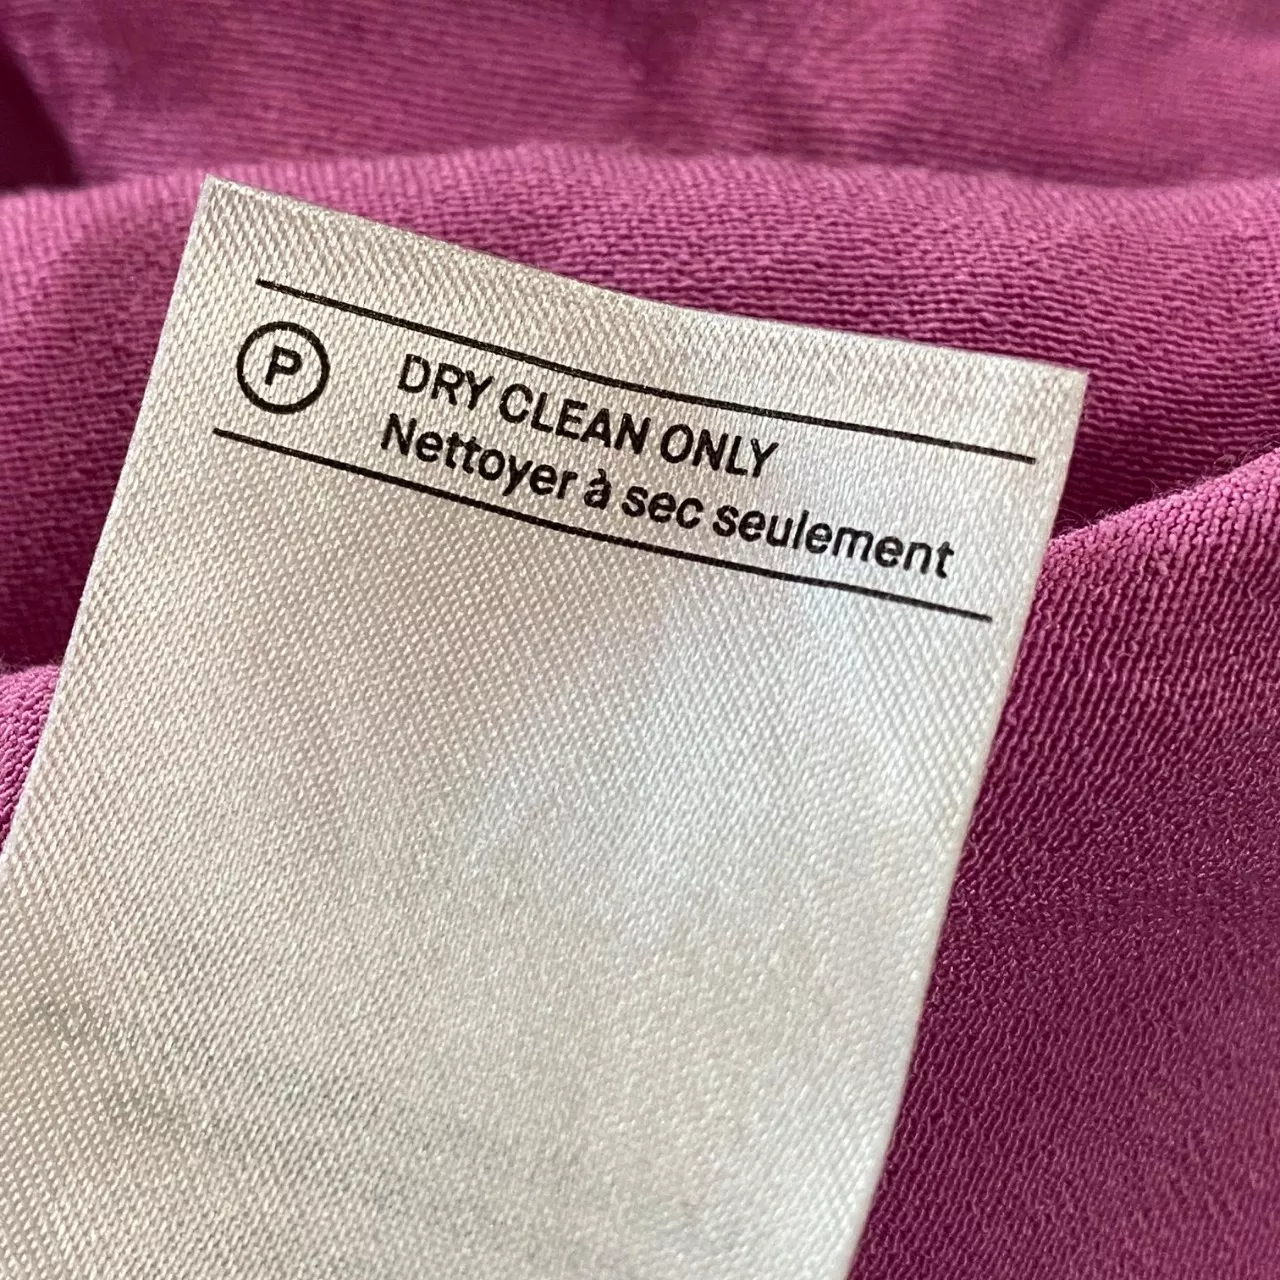 P
DRY CLEAN ONLY
Nettoyer à sec seulement